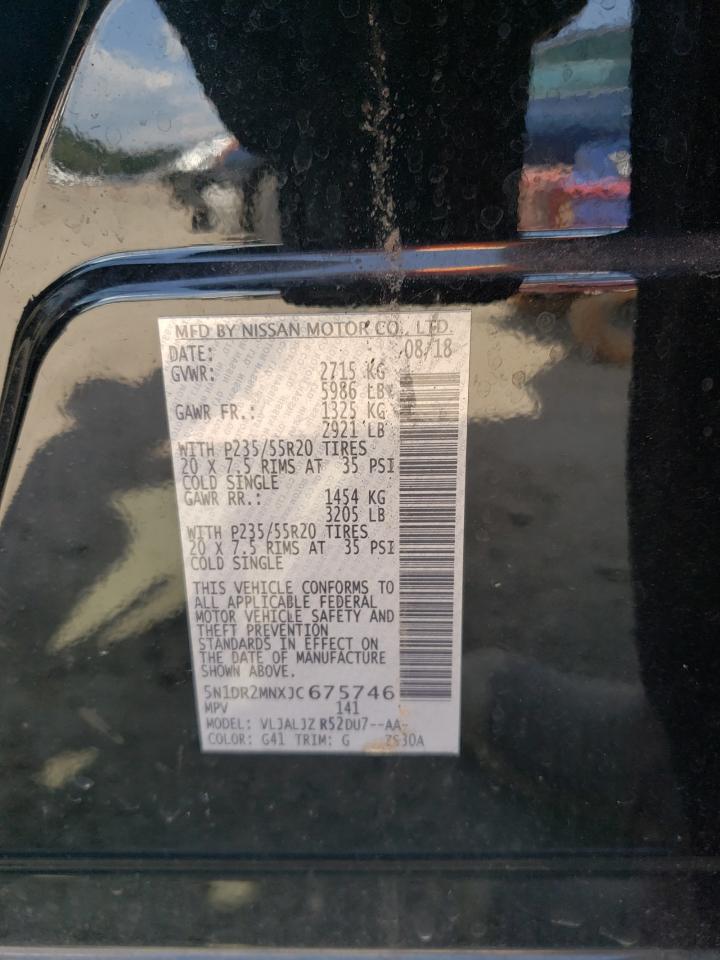 MFD BY NISSAN MOTOR CO., LTD.
DATE: 08/18
GVWR: 2715 KG
5986 LB
GAWR FR.: 1325 KG
2921 LB
WITH P235/55R20 TIRES
20 X 7.5 RIMS AT 35 PSI
COLD SINGLE
GAWR RR.: 1454 KG
3205 LB
WITH P235/55R20 TIRES
20 X 7.5 RIMS AT 35 PSI
COLD SINGLE
THIS VEHICLE CONFORMS TO
ALL APPLICABLE FEDERAL
MOTOR VEHICLE SAFETY AND
THEFT PREVENTION
STANDARDS IN EFFECT ON
THE DATE OF MANUFACTURE
SHOWN ABOVE.
5N1DR2MNXJC675746
MPV 141
MODEL: VLJALJZ R52DU7--AA-
COLOR: G41 TRIM: G